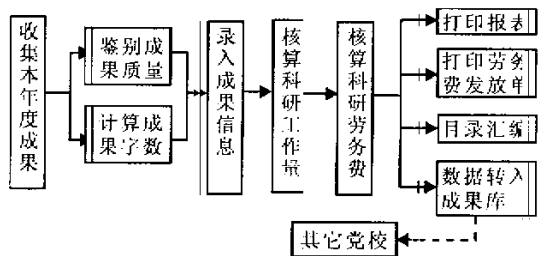 收集本年度成果
鉴别成
果质量
计算成
果字数
录入成果信息
核算科研工作量
核算科研劳务费
打印报表
打印劳务
费发放单
目录汇编
数据转入
成果库
其它党校